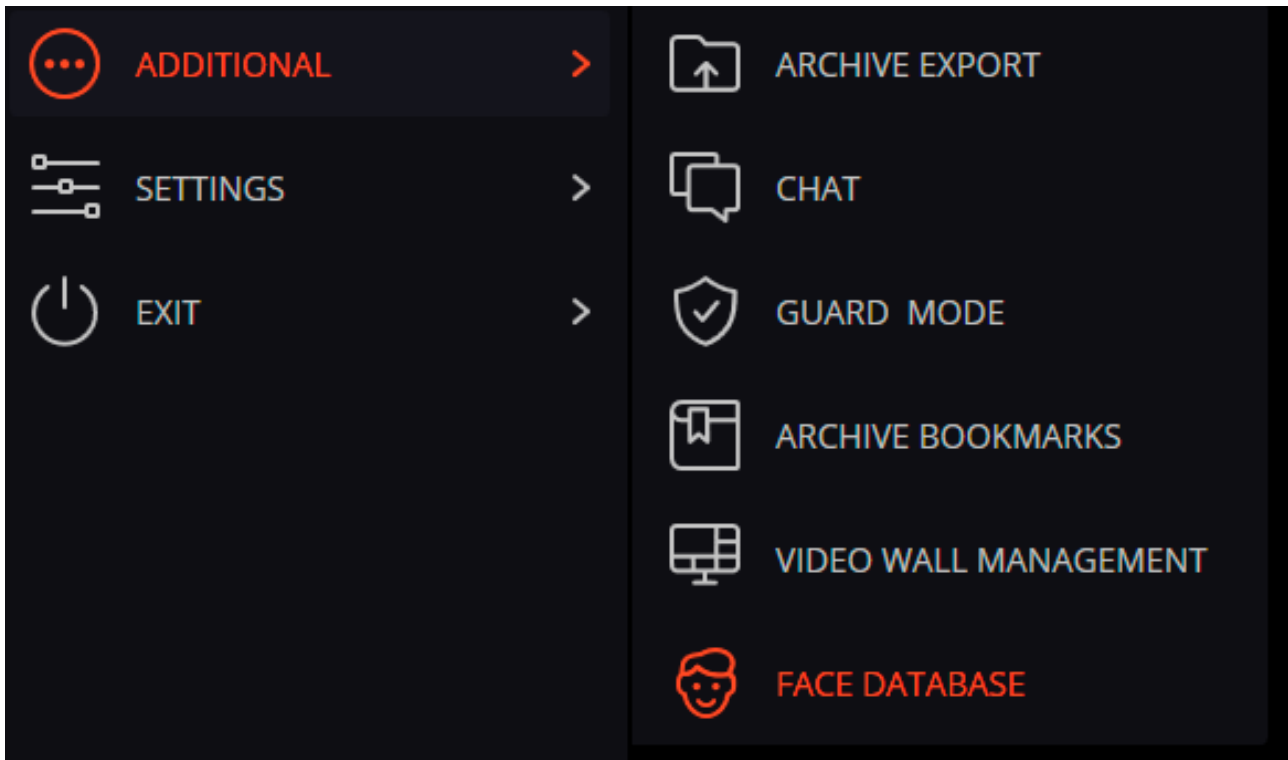 ADDITIONAL
SETTINGS
EXIT
ARCHIVE EXPORT
CHAT
GUARD MODE
ARCHIVE BOOKMARKS
VIDEO WALL MANAGEMENT
FACE DATABASE